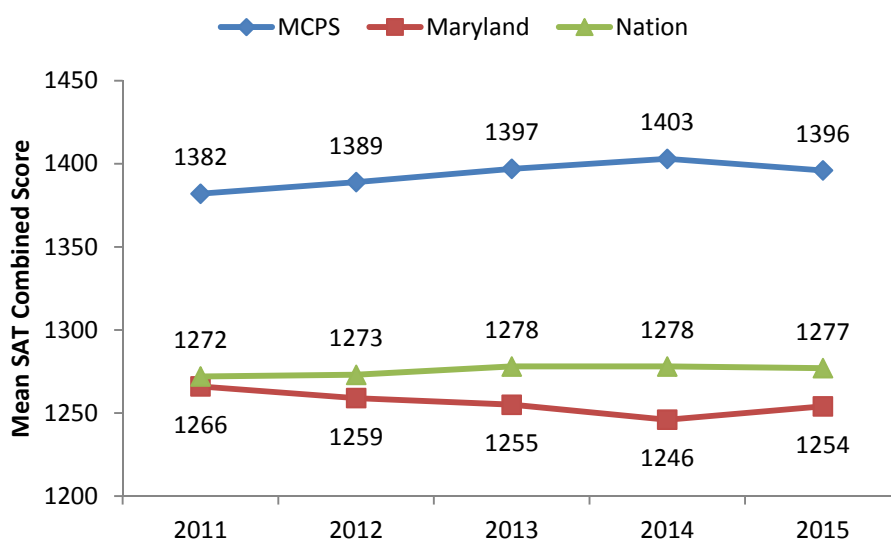 MCPS Maryland Nation
Mean SAT Combined Score
1450
1400
1350
1300
1250
1200
1382 1389 1397 1403 1396
1272 1273 1278 1278 1277
1266 1259 1255 1246 1254
2011 2012 2013 2014 2015